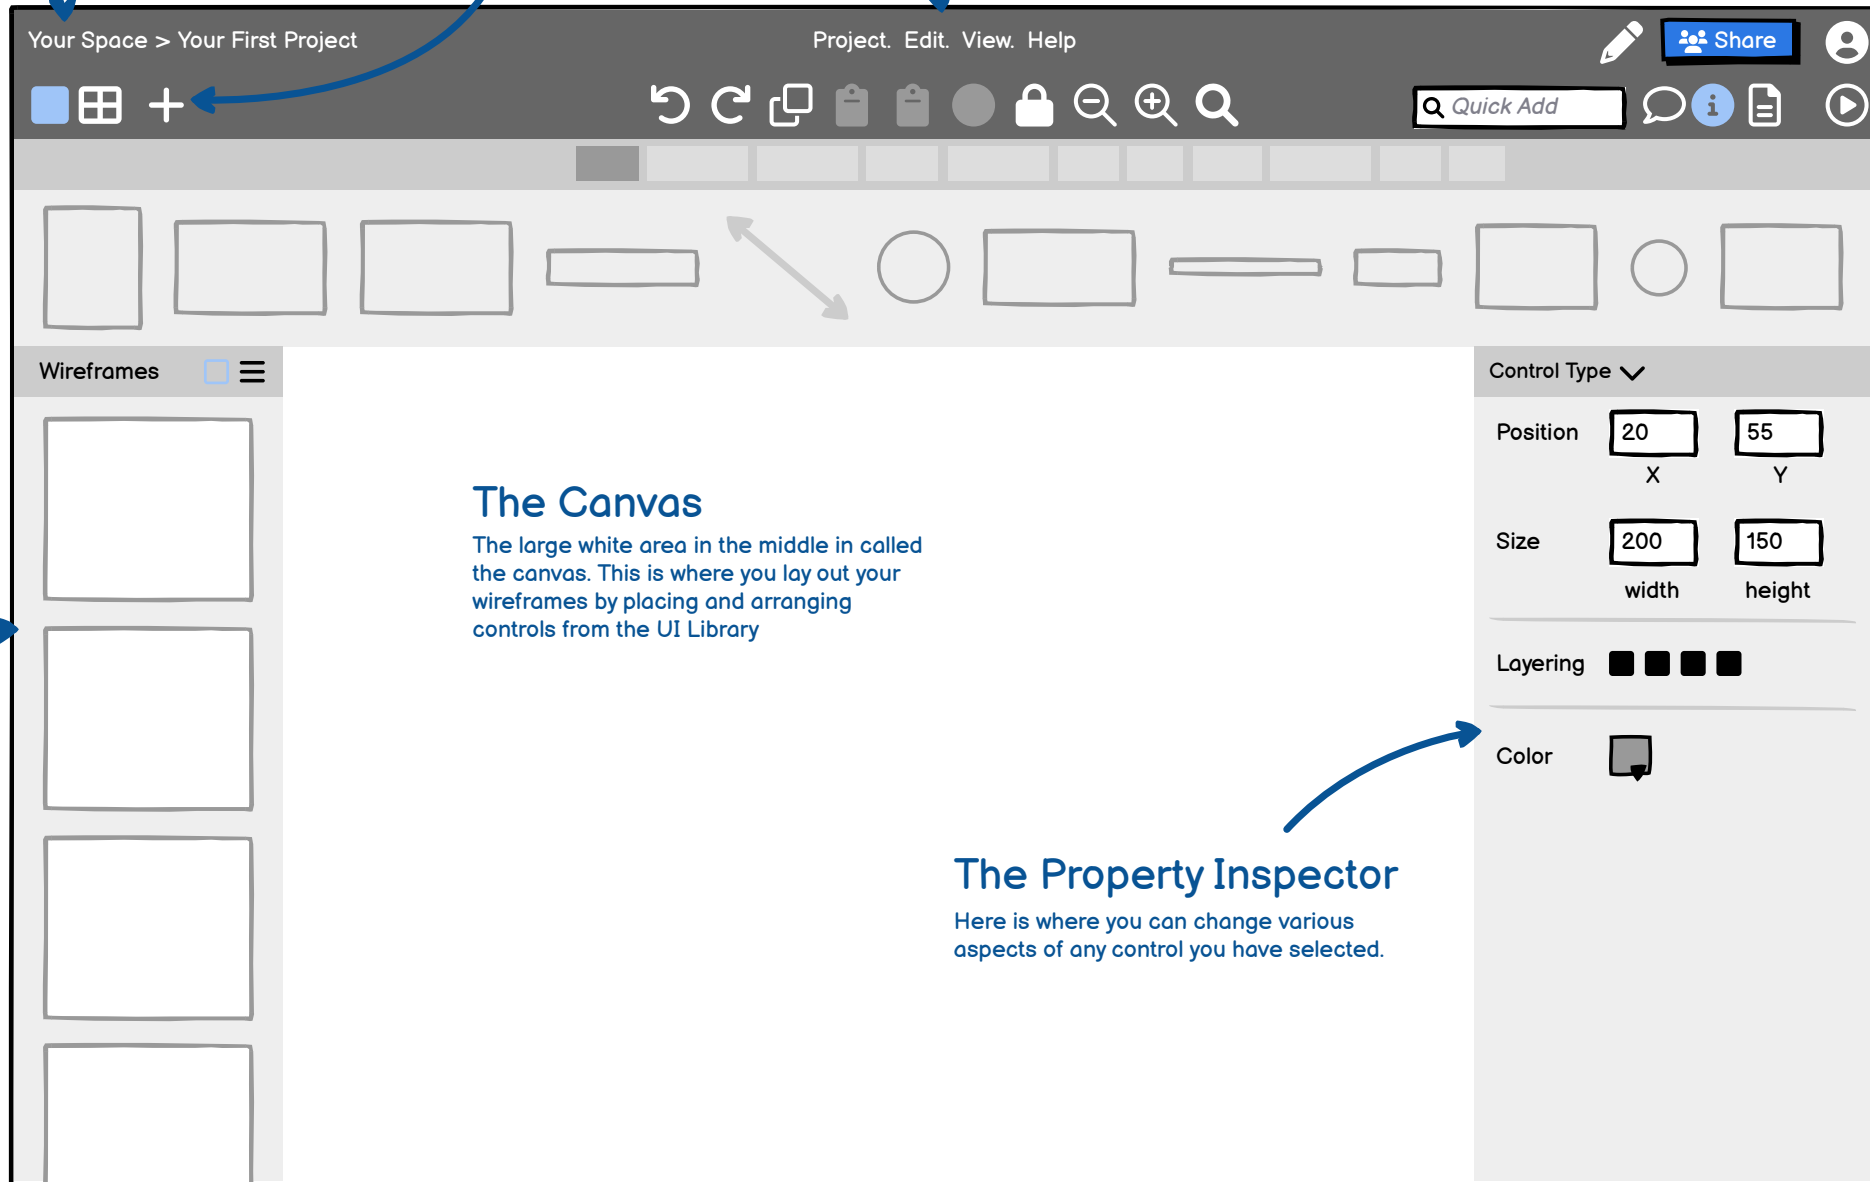 Your Space > Your First Project
Project. Edit. View. Help
Share
Quick Add
Wireframes
Control Type
Position 20 55
X Y
Size 200 150
width height
Layering
Color
The Canvas
The large white area in the middle in called
the canvas. This is where you lay out your
wireframes by placing and arranging
controls from the UI Library
The Property Inspector
Here is where you can change various
aspects of any control you have selected.